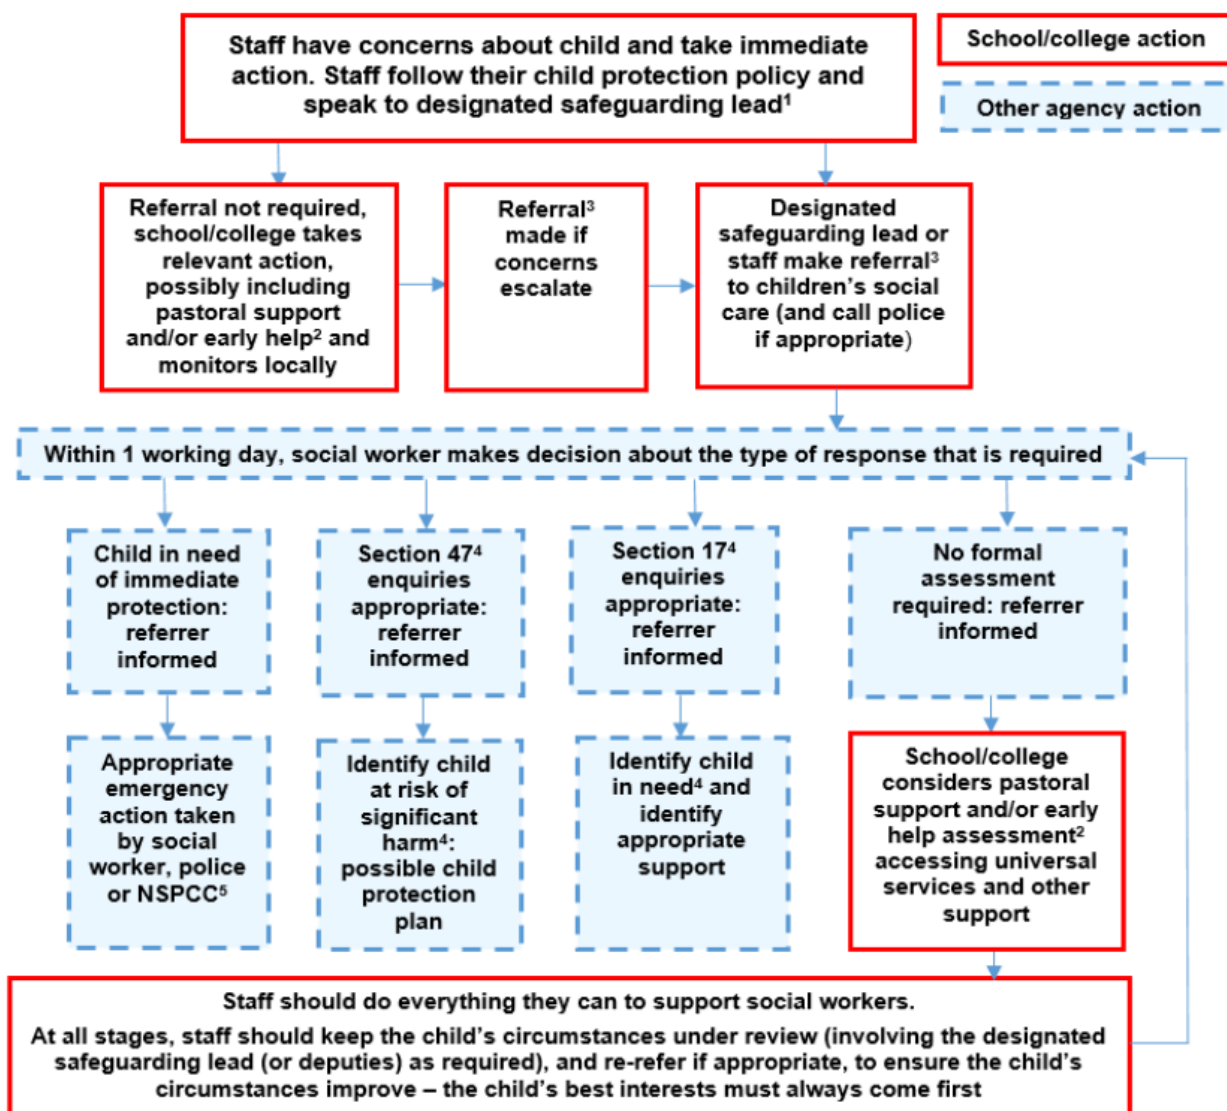 Staff have concerns about child and take immediate
action. Staff follow their child protection policy and
speak to designated safeguarding lead¹
School/college action
Other agency action
Referral not required,
school/college takes
relevant action,
possibly including
pastoral support
and/or early help² and
monitors locally
Referral³
made if
concerns
escalate
Designated
safeguarding lead or
staff make referral³
to children's social
care (and call police
if appropriate)
Within 1 working day, social worker makes decision about the type of response that is required
Child in need
of immediate
protection:
referrer
informed
Section 47⁴
enquiries
appropriate:
referrer
informed
Section 17⁴
enquiries
appropriate:
referrer
informed
No formal
assessment
required: referrer
informed
Appropriate
emergency
action taken
by social
worker, police
or NSPCC⁵
Identify child
at risk of
significant
harm⁴:
possible child
protection
plan
Identify child
in need⁴ and
identify
appropriate
support
School/college
considers pastoral
support and/or early
help assessment²
accessing universal
services and other
support
Staff should do everything they can to support social workers.
At all stages, staff should keep the child's circumstances under review (involving the designated
safeguarding lead (or deputies) as required), and re-refer if appropriate, to ensure the child's
circumstances improve – the child's best interests must always come first